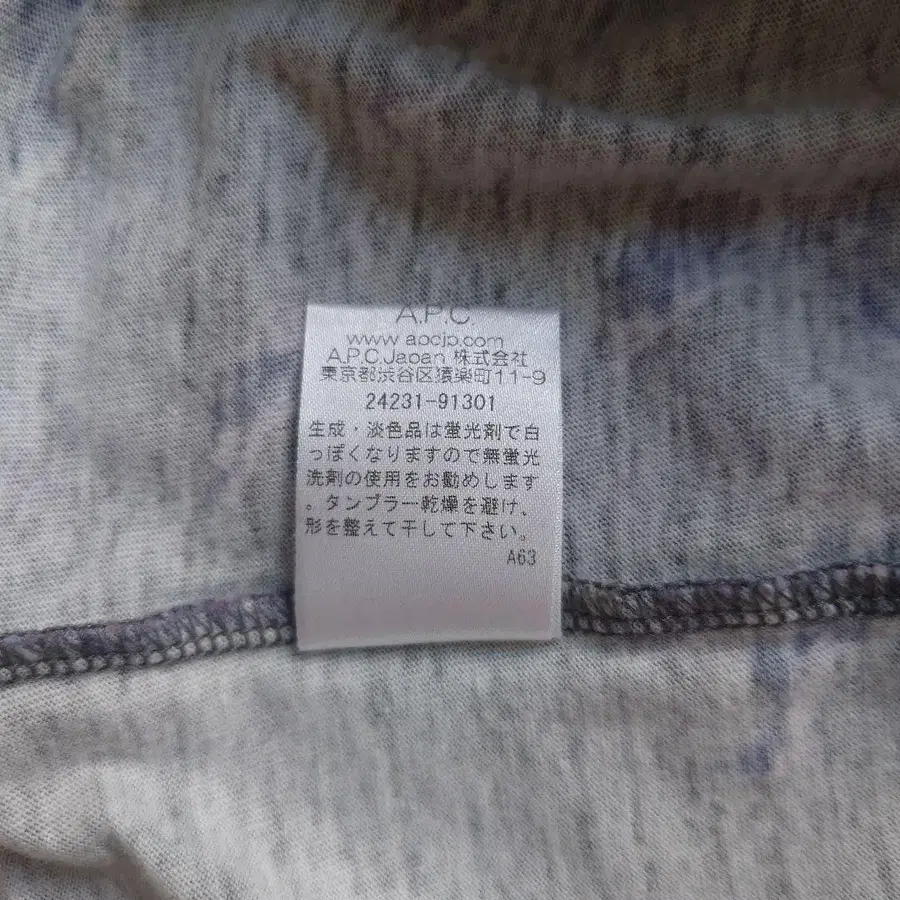 A.P.C.
www.apcjp.com
A.P.C.Japan 株式会社
東京都渋谷区猿楽町11-9
24231-91301
生成・淡色品は蛍光剤で白
っぽくなりますので無蛍光
洗剤の使用をお勧めします
。タンブラー乾燥を避け、
形を整えて干して下さい。
A63